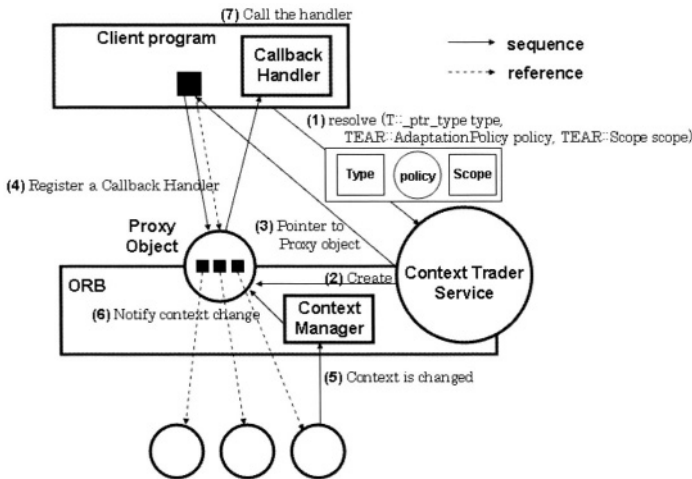 (7) Call the handler
Client program
Callback
Handler
sequence
reference
(1) resolve (T::_ptr_type type,
TEAR::AdaptationPolicy policy, TEAR::Scope scope)
Type
policy
Scope
(4) Register a Callback Handler
Proxy
Object
(3) Pointer to
Proxy object
ORB
(2) Create
Context Trader
Service
(6) Notify context change
Context
Manager
(5) Context is changed